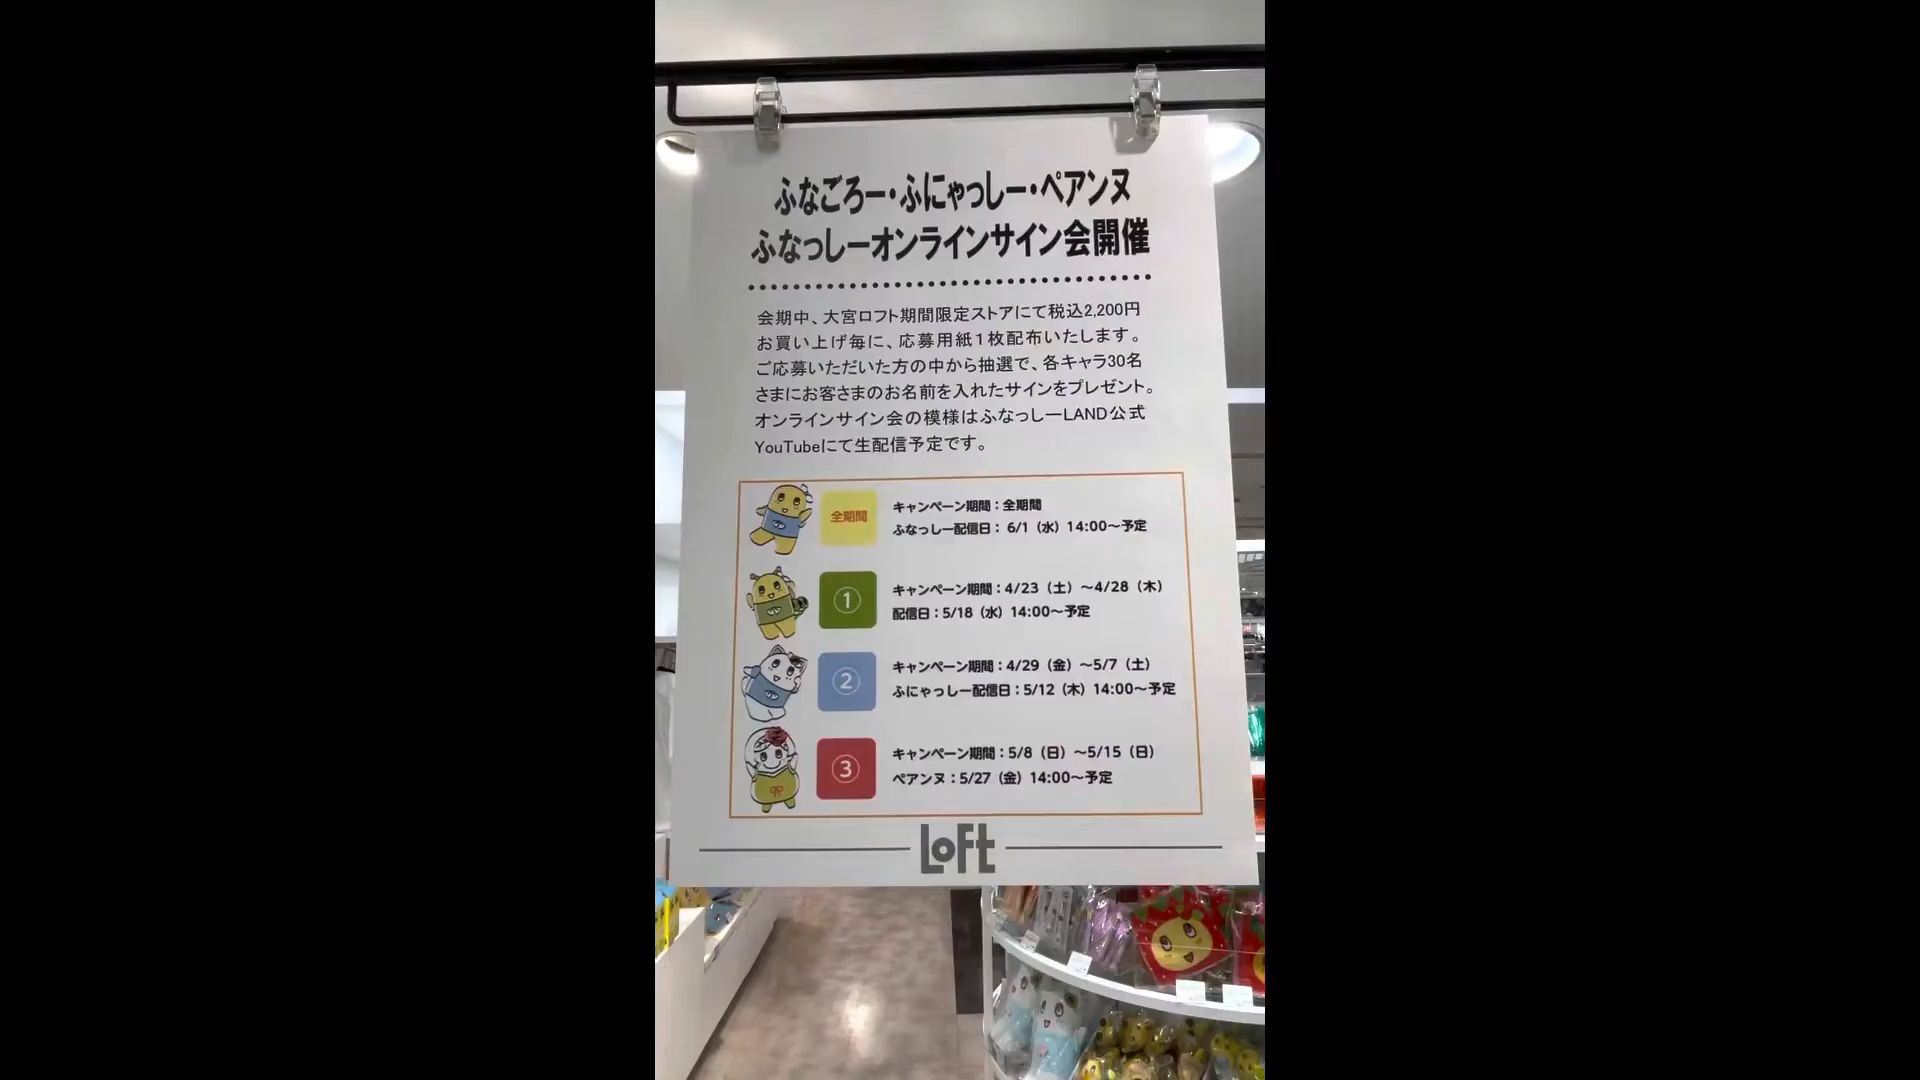 ふなごろー・ふにゃっしー・ペアンヌ
ふなっしーオンラインサイン会開催
会期中、大宮ロフト期間限定ストアにて税込2,200円
お買い上げ毎に、応募用紙1枚配布いたします。
ご応募いただいた方の中から抽選で、各キャラ30名
さまにお客さまのお名前を入れたサインをプレゼント。
オンラインサイン会の模様はふなっしーLAND公式
YouTubeにて生配信予定です。
全期間
キャンペーン期間：全期間
ふなっしー配信日： 6/1（水）14:00～予定
①
キャンペーン期間：4/23（土）～4/28（木）
配信日：5/18（水）14:00～予定
②
キャンペーン期間：4/29（金）～5/7（土）
ふにゃっしー配信日：5/12（木）14:00～予定
③
キャンペーン期間：5/8（日）～5/15（日）
ペアンヌ：5/27（金）14:00～予定
LoFt